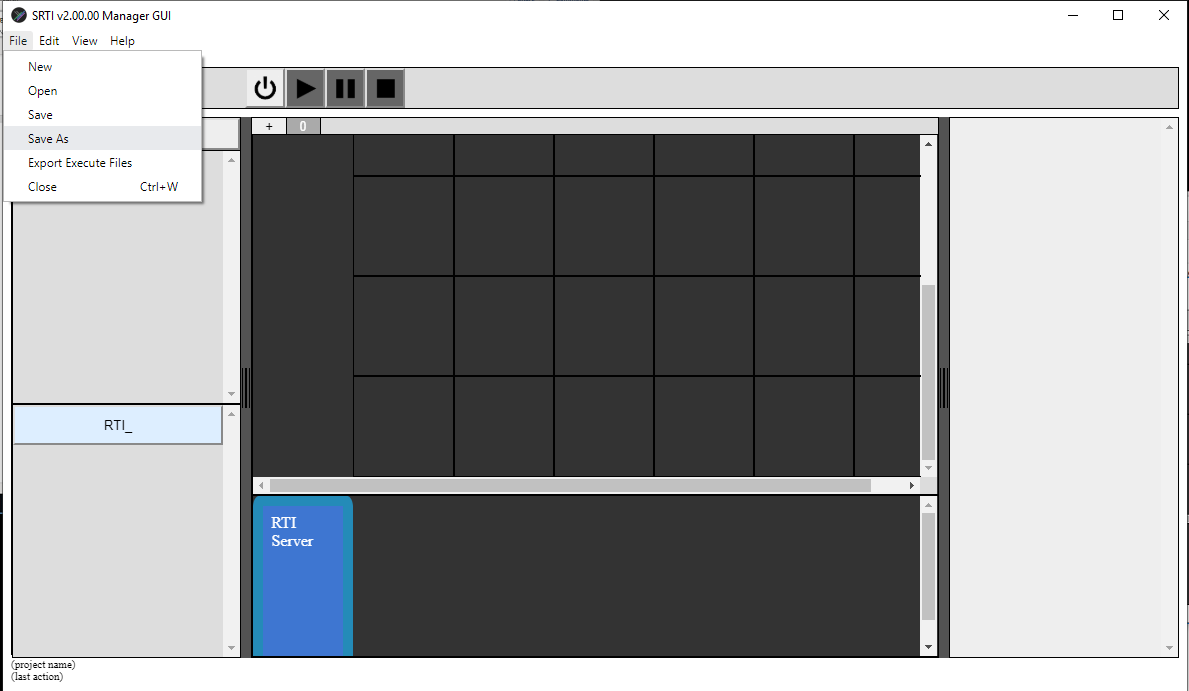 SRTI v2.00.00 Manager GUI
File Edit View Help
New
Open
Save
Save As
Export Execute Files
Close Ctrl+W
+ 0
RTI_
RTI
Server
(project name)
(last action)